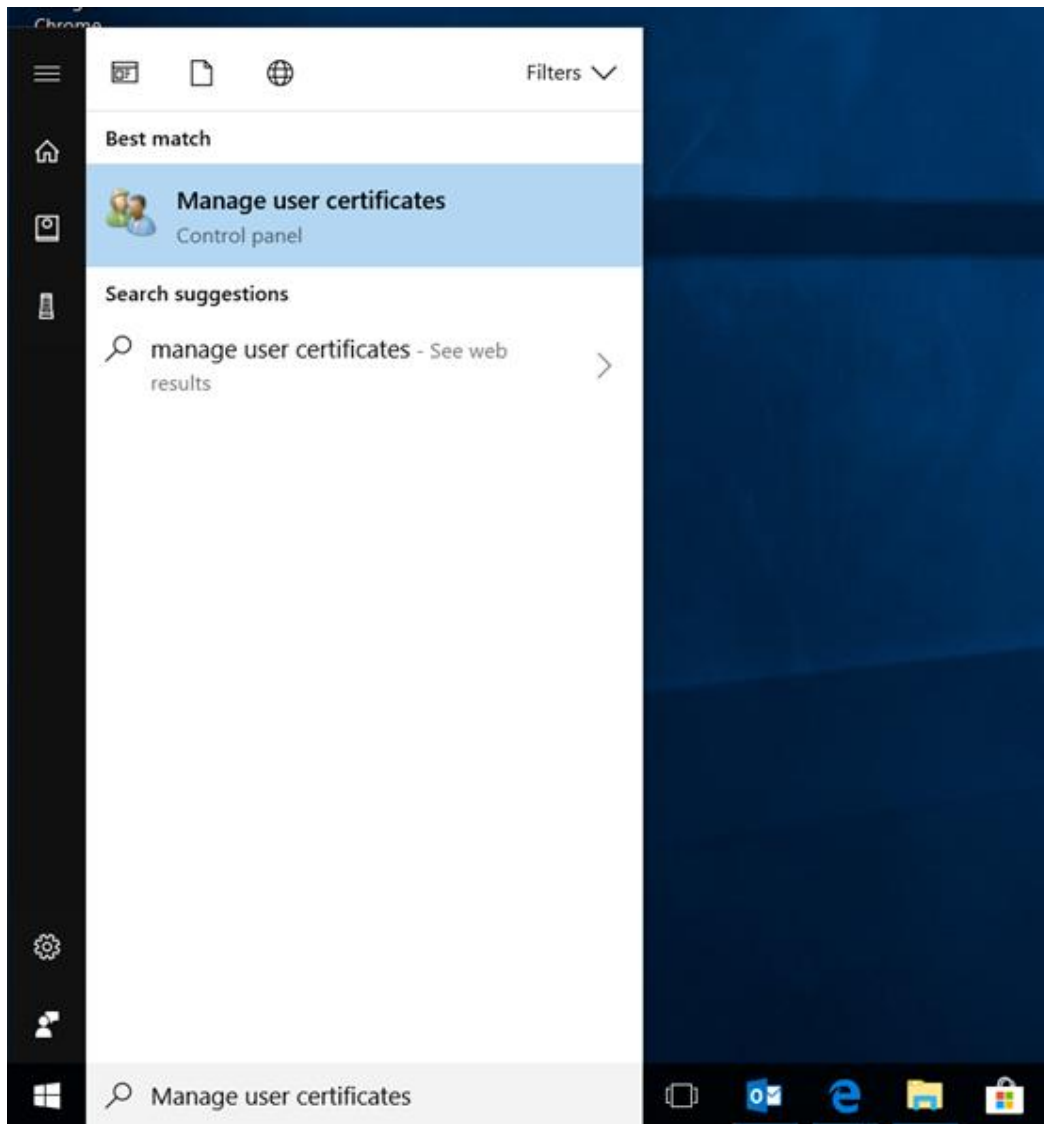 Chrome
Filters
Best match
Manage user certificates
Control panel
Search suggestions
manage user certificates - See web
results
Manage user certificates